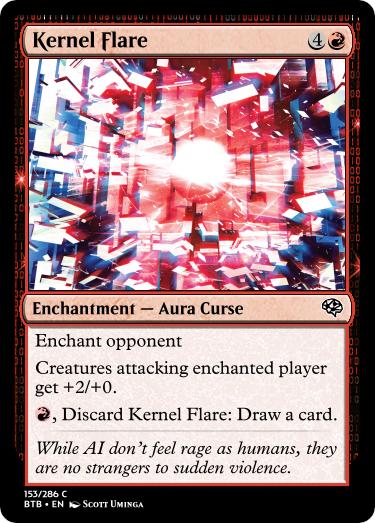 Kernel Flare 4
Enchantment — Aura Curse
Enchant opponent
Creatures attacking enchanted player
get +2/+0.
, Discard Kernel Flare: Draw a card.
While AI don't feel rage as humans, they
are no strangers to sudden violence.
153/286 C
BTB • EN Scott Uminga